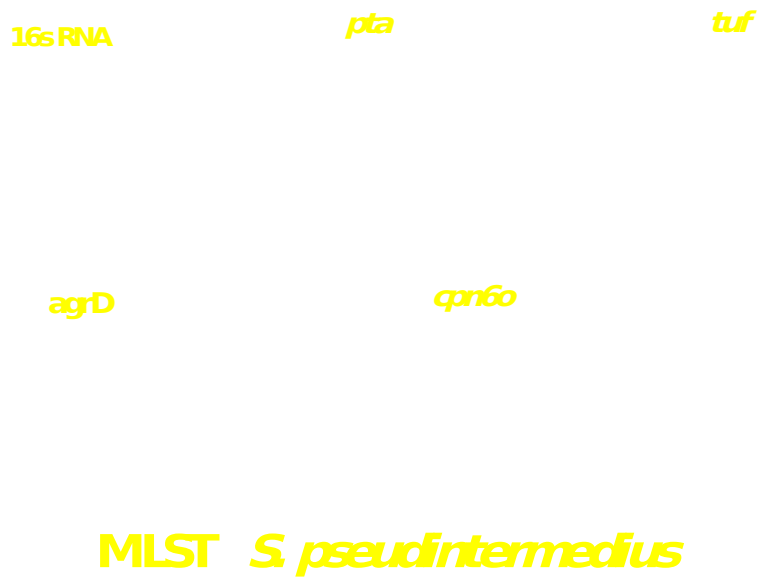 16s RNA
pta
tuf
agrD
cpn6o
MLST S. pseudintermedius